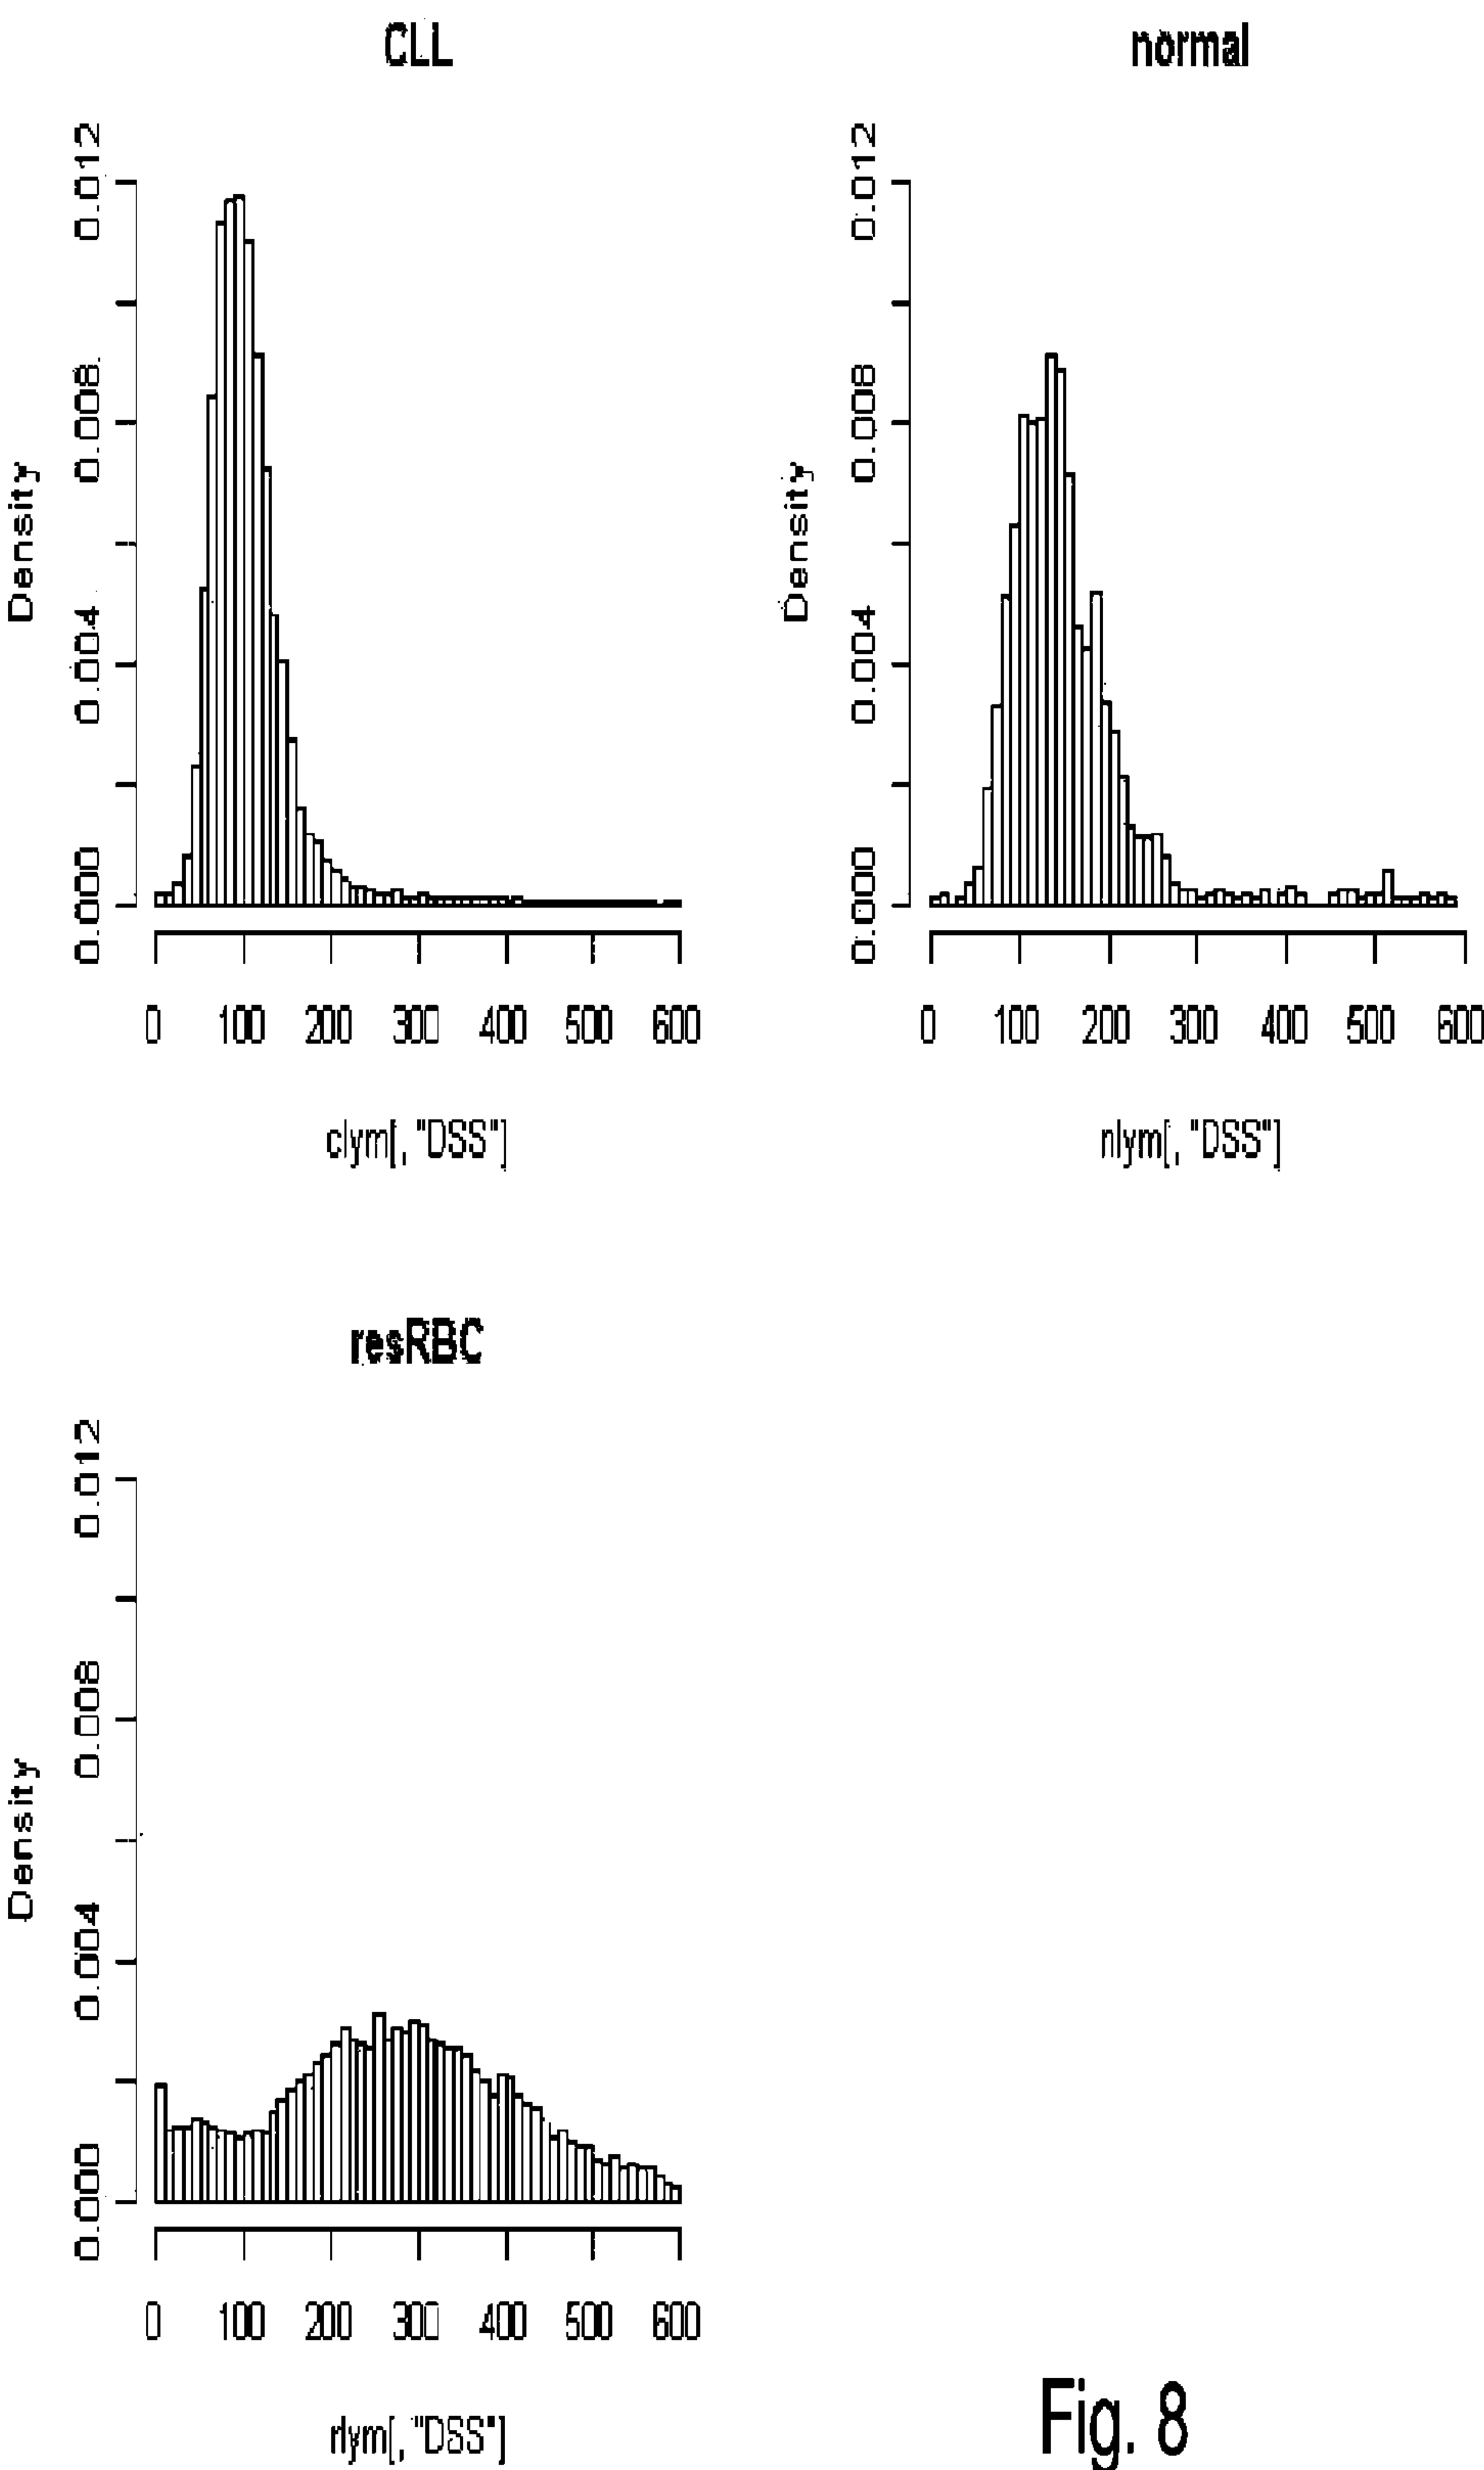 CLL
Density
0.000 0.004 0.008 0.012
0 100 200 300 400 500 600
clym[, "DSS"]
normal
Density
0.000 0.004 0.008 0.012
0 100 200 300 400 500 600
nlym[, "DSS"]
resRBC
Density
0.000 0.004 0.008 0.012
0 100 200 300 400 500 600
rlym[, "DSS"]
Fig. 8